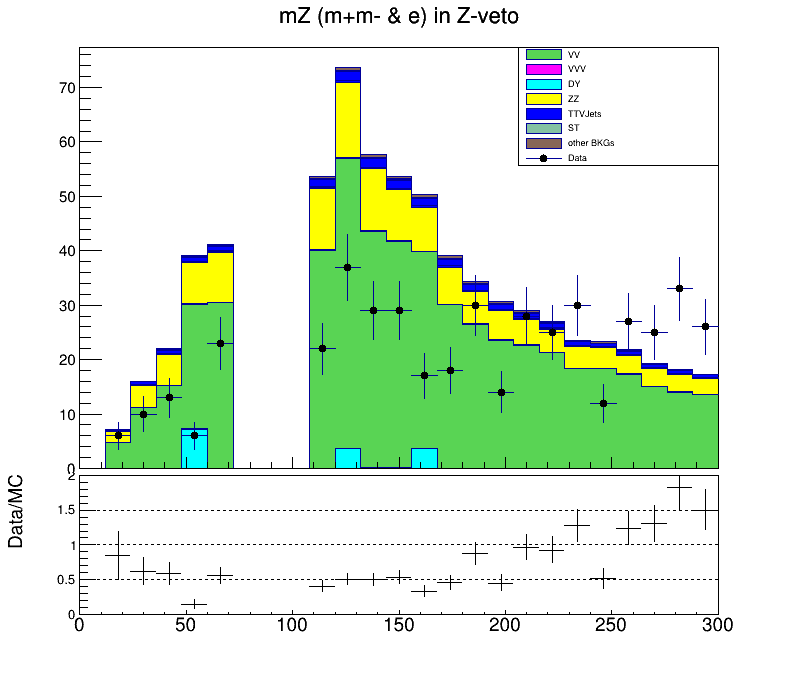 mZ (m+m- & e) in Z-veto
VV
VVV
DY
ZZ
TTVJets
ST
other BKGs
Data
70
60
50
40
30
20
10
0
Data/MC
2
1.5
1
0.5
0
0 50 100 150 200 250 300